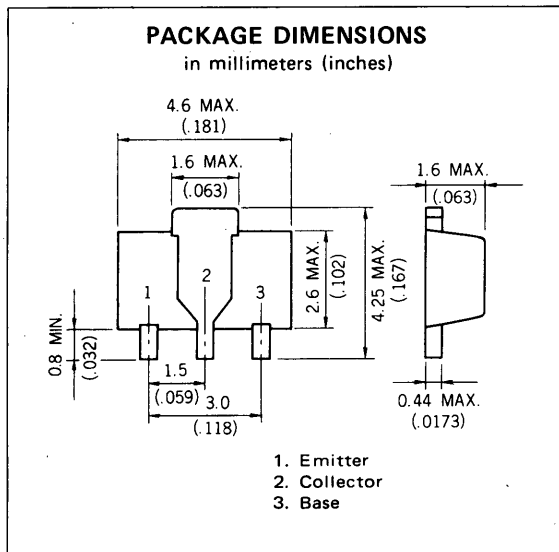 PACKAGE DIMENSIONS
in millimeters (inches)
4.6 MAX.
(.181)
1.6 MAX.
(.063)
1.6 MAX.
(.063)
2.6 MAX.
(.102)
4.25 MAX.
(.167)
1
2
3
0.8 MIN.
(.032)
1.5
(.059)
3.0
(.118)
0.44 MAX.
(.0173)
1. Emitter
2. Collector
3. Base